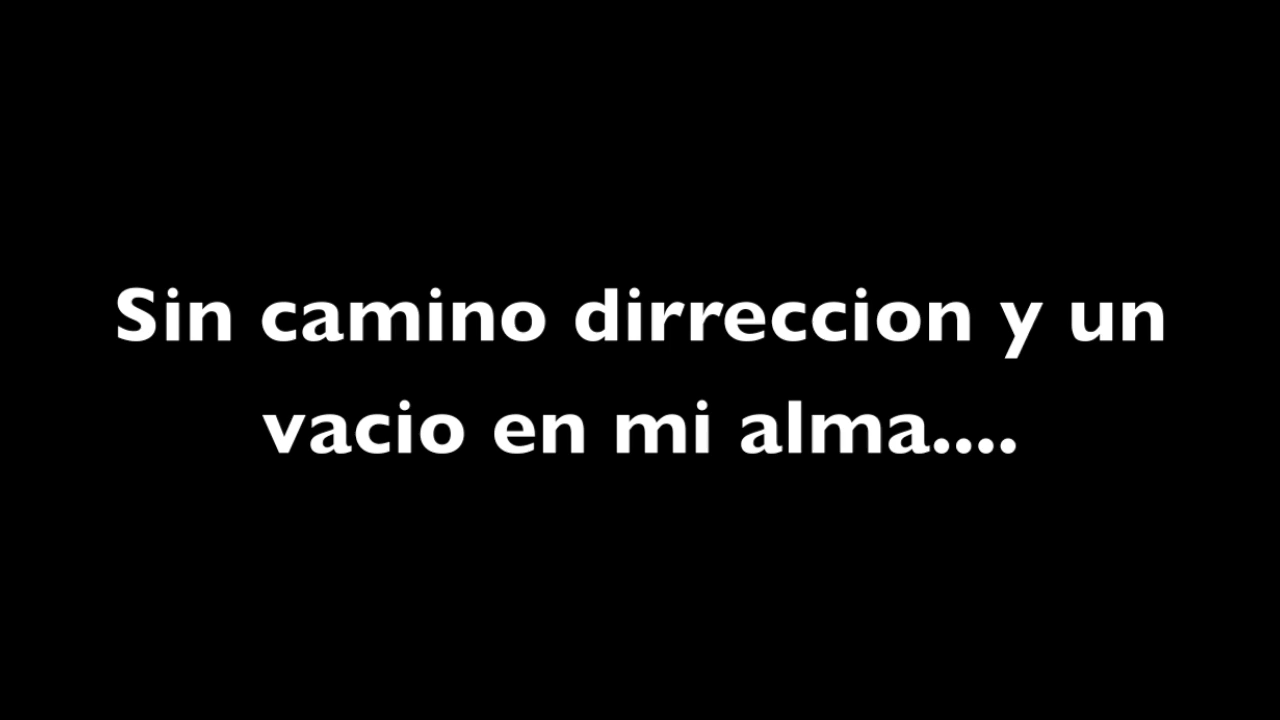 Sin camino dirreccion y un
vacio en mi alma....